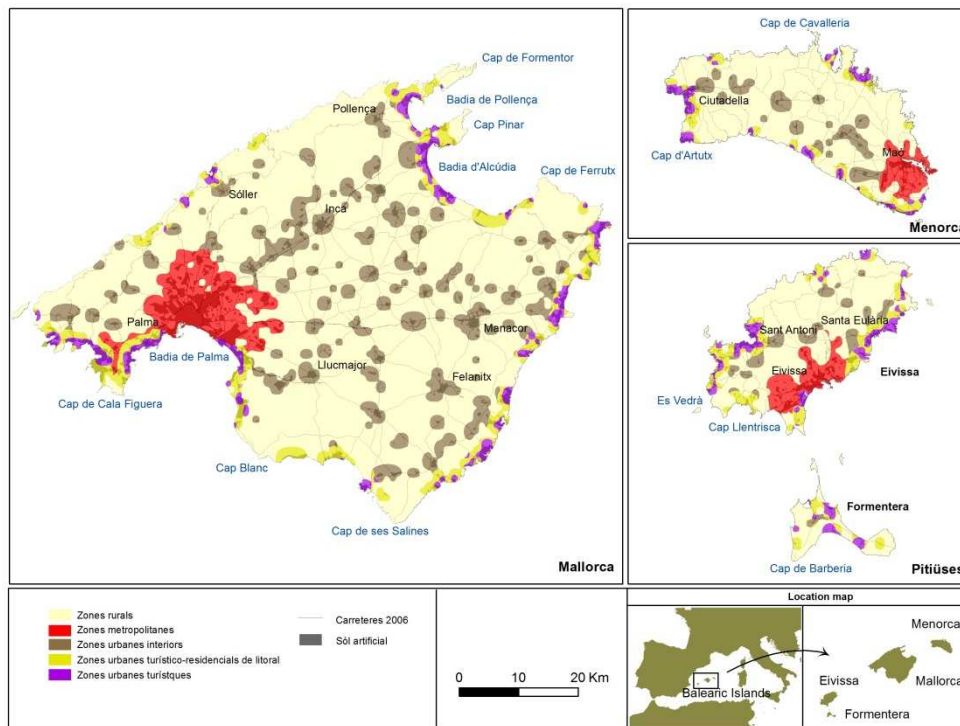 Cap de Formentor
Pollença
Badia de Pollença
Cap Pinar
Badia d'Alcúdia
Cap de Ferrutx
Sóller
Inca
Palma
Badia de Palma
Manacor
Llucmajor
Felanitx
Cap de Cala Figuera
Cap Blanc
Cap de ses Salines
Mallorca
Cap de Cavalleria
Ciutadella
Cap d'Artutx
Maó
Menorca
Sant Antoni
Santa Eulària
Eivissa
Eivissa
Es Vedrà
Cap Llentrisca
Formentera
Cap de Barberia
Pitiüses
Zones rurals
Zones metropolitanes
Zones urbanes interiors
Zones urbanes turístico-residencials de litoral
Zones urbanes turístques
Carreteres 2006
Sòl artificial
0 10 20 Km
Location map
Balearic Islands
Menorca
Mallorca
Eivissa
Formentera